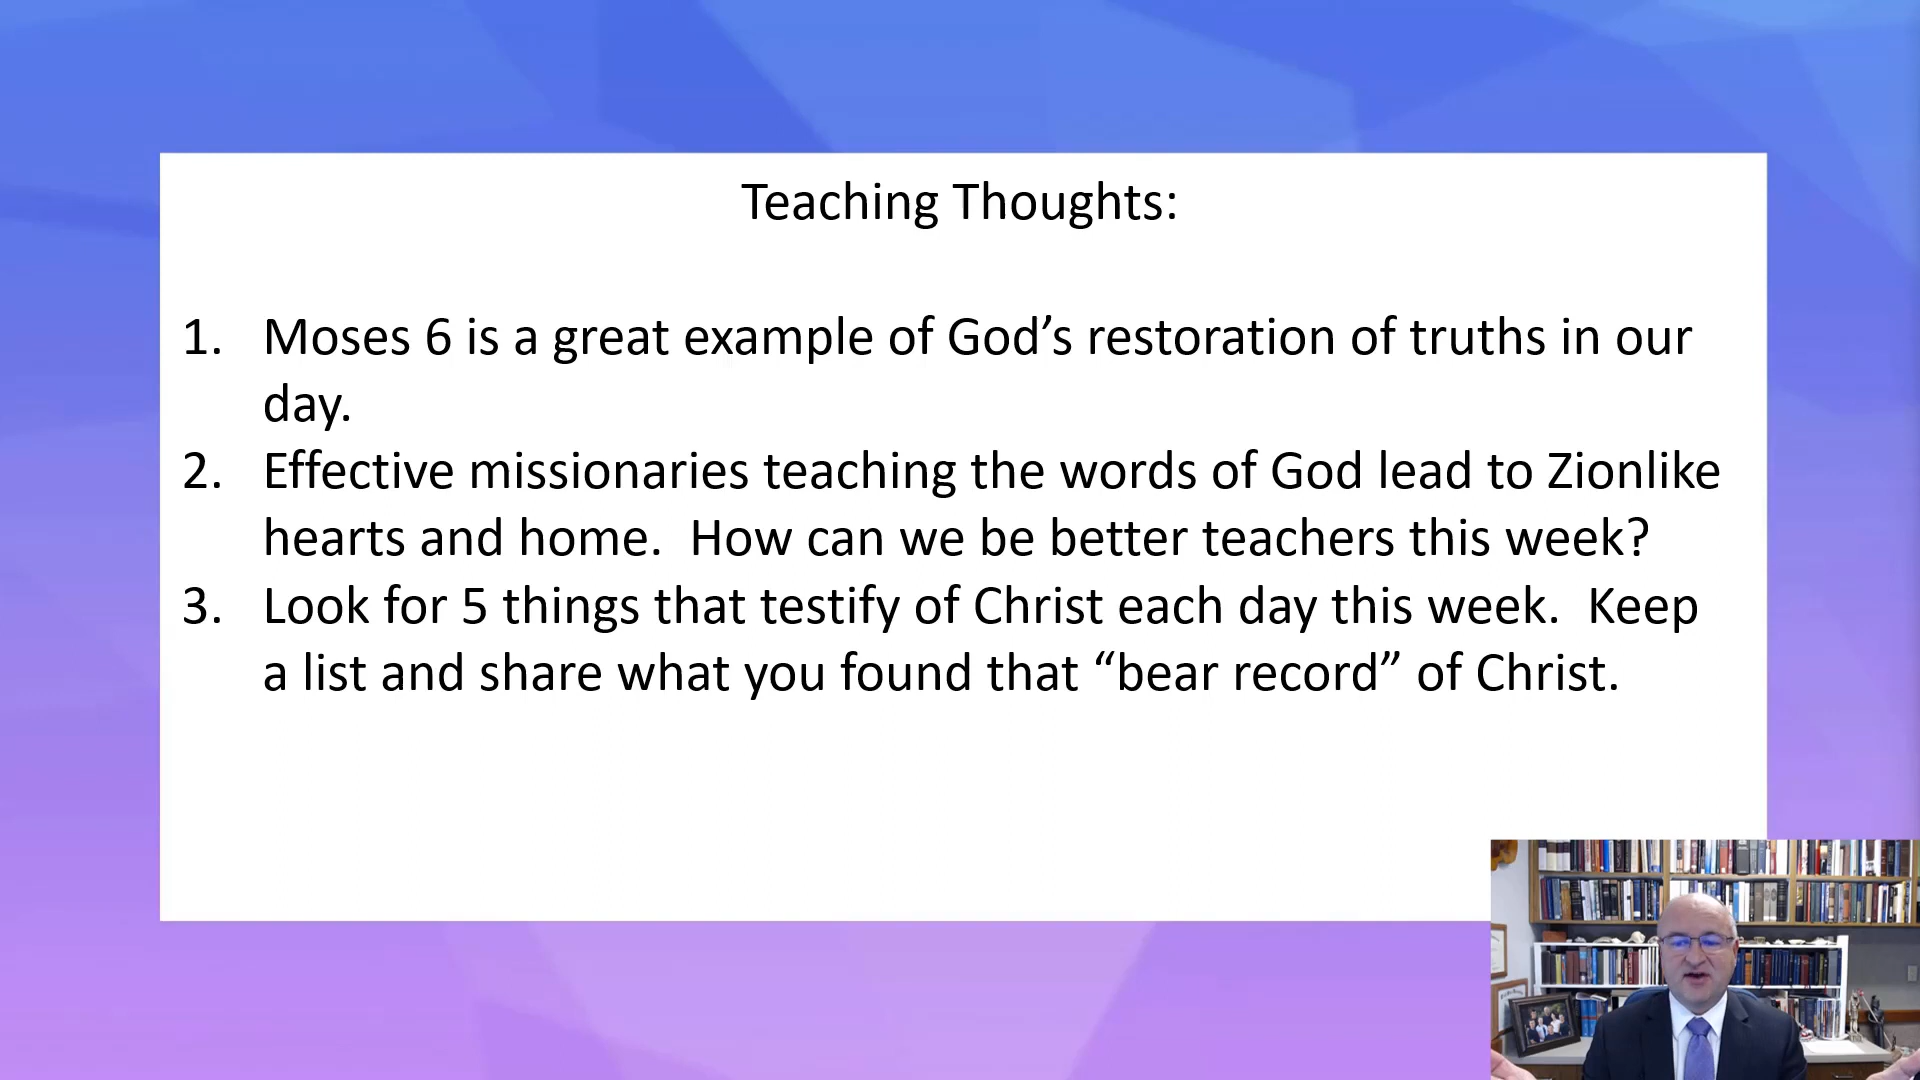 Teaching Thoughts:
1. Moses 6 is a great example of God’s restoration of truths in our
day.
2. Effective missionaries teaching the words of God lead to Zionlike
hearts and home.  How can we be better teachers this week?
3. Look for 5 things that testify of Christ each day this week.  Keep
a list and share what you found that “bear record” of Christ.